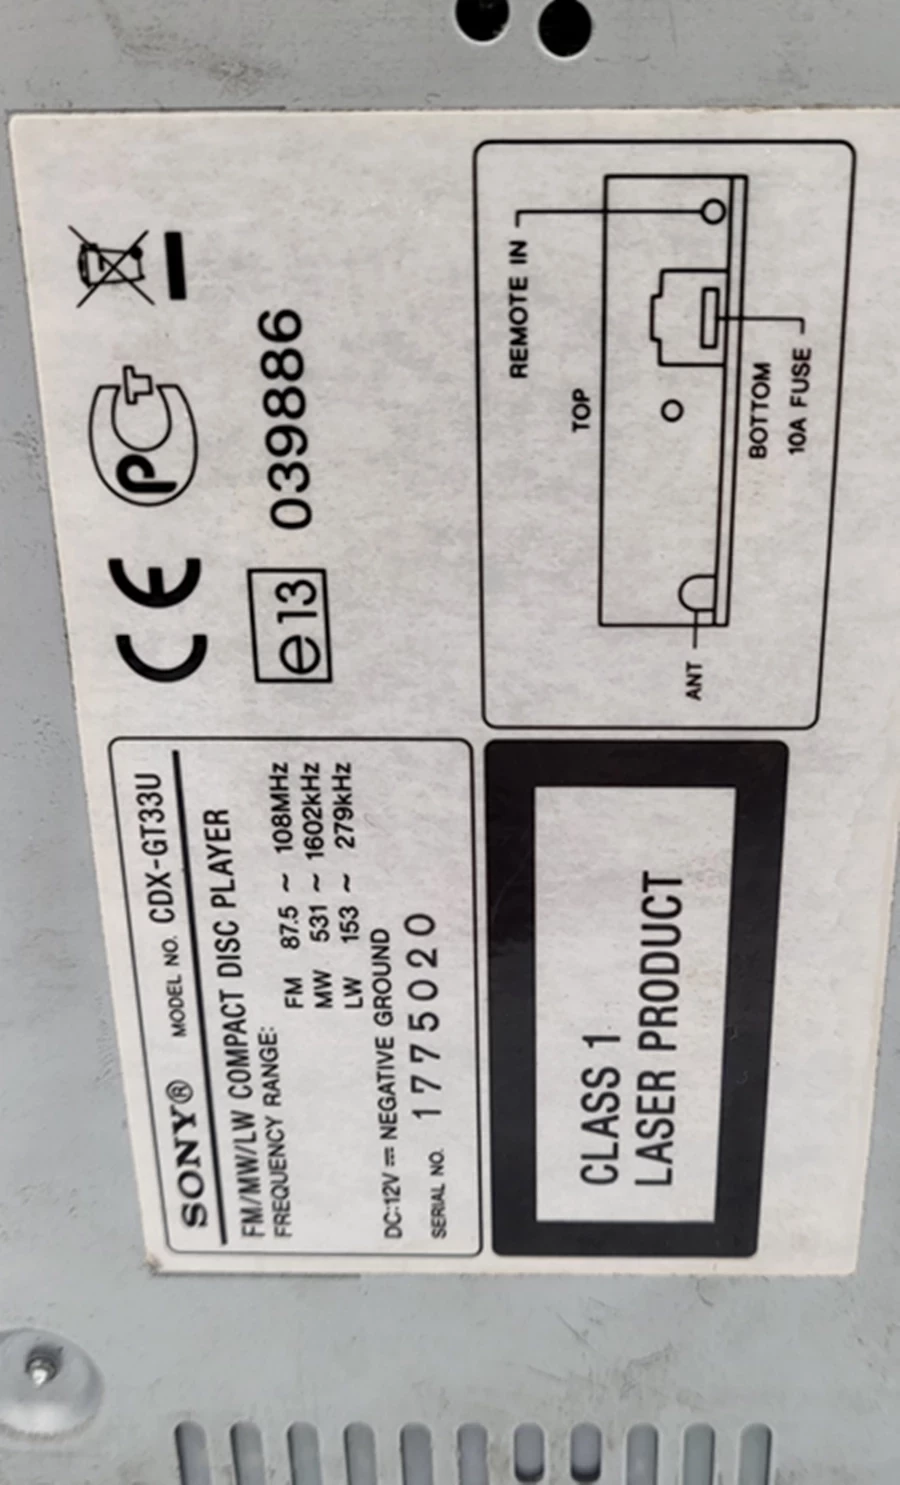 SONY® MODEL NO. CDX-GT33U
FM/MW/LW COMPACT DISC PLAYER
FREQUENCY RANGE:
FM 87.5 ~ 108MHz
MW 531 ~ 1602kHz
LW 153 ~ 279kHz
DC:12V ⎓ NEGATIVE GROUND
SERIAL NO. 1775020
CE PCT
e13 039886
CLASS 1
LASER PRODUCT
REMOTE IN
TOP
ANT
BOTTOM
10A FUSE